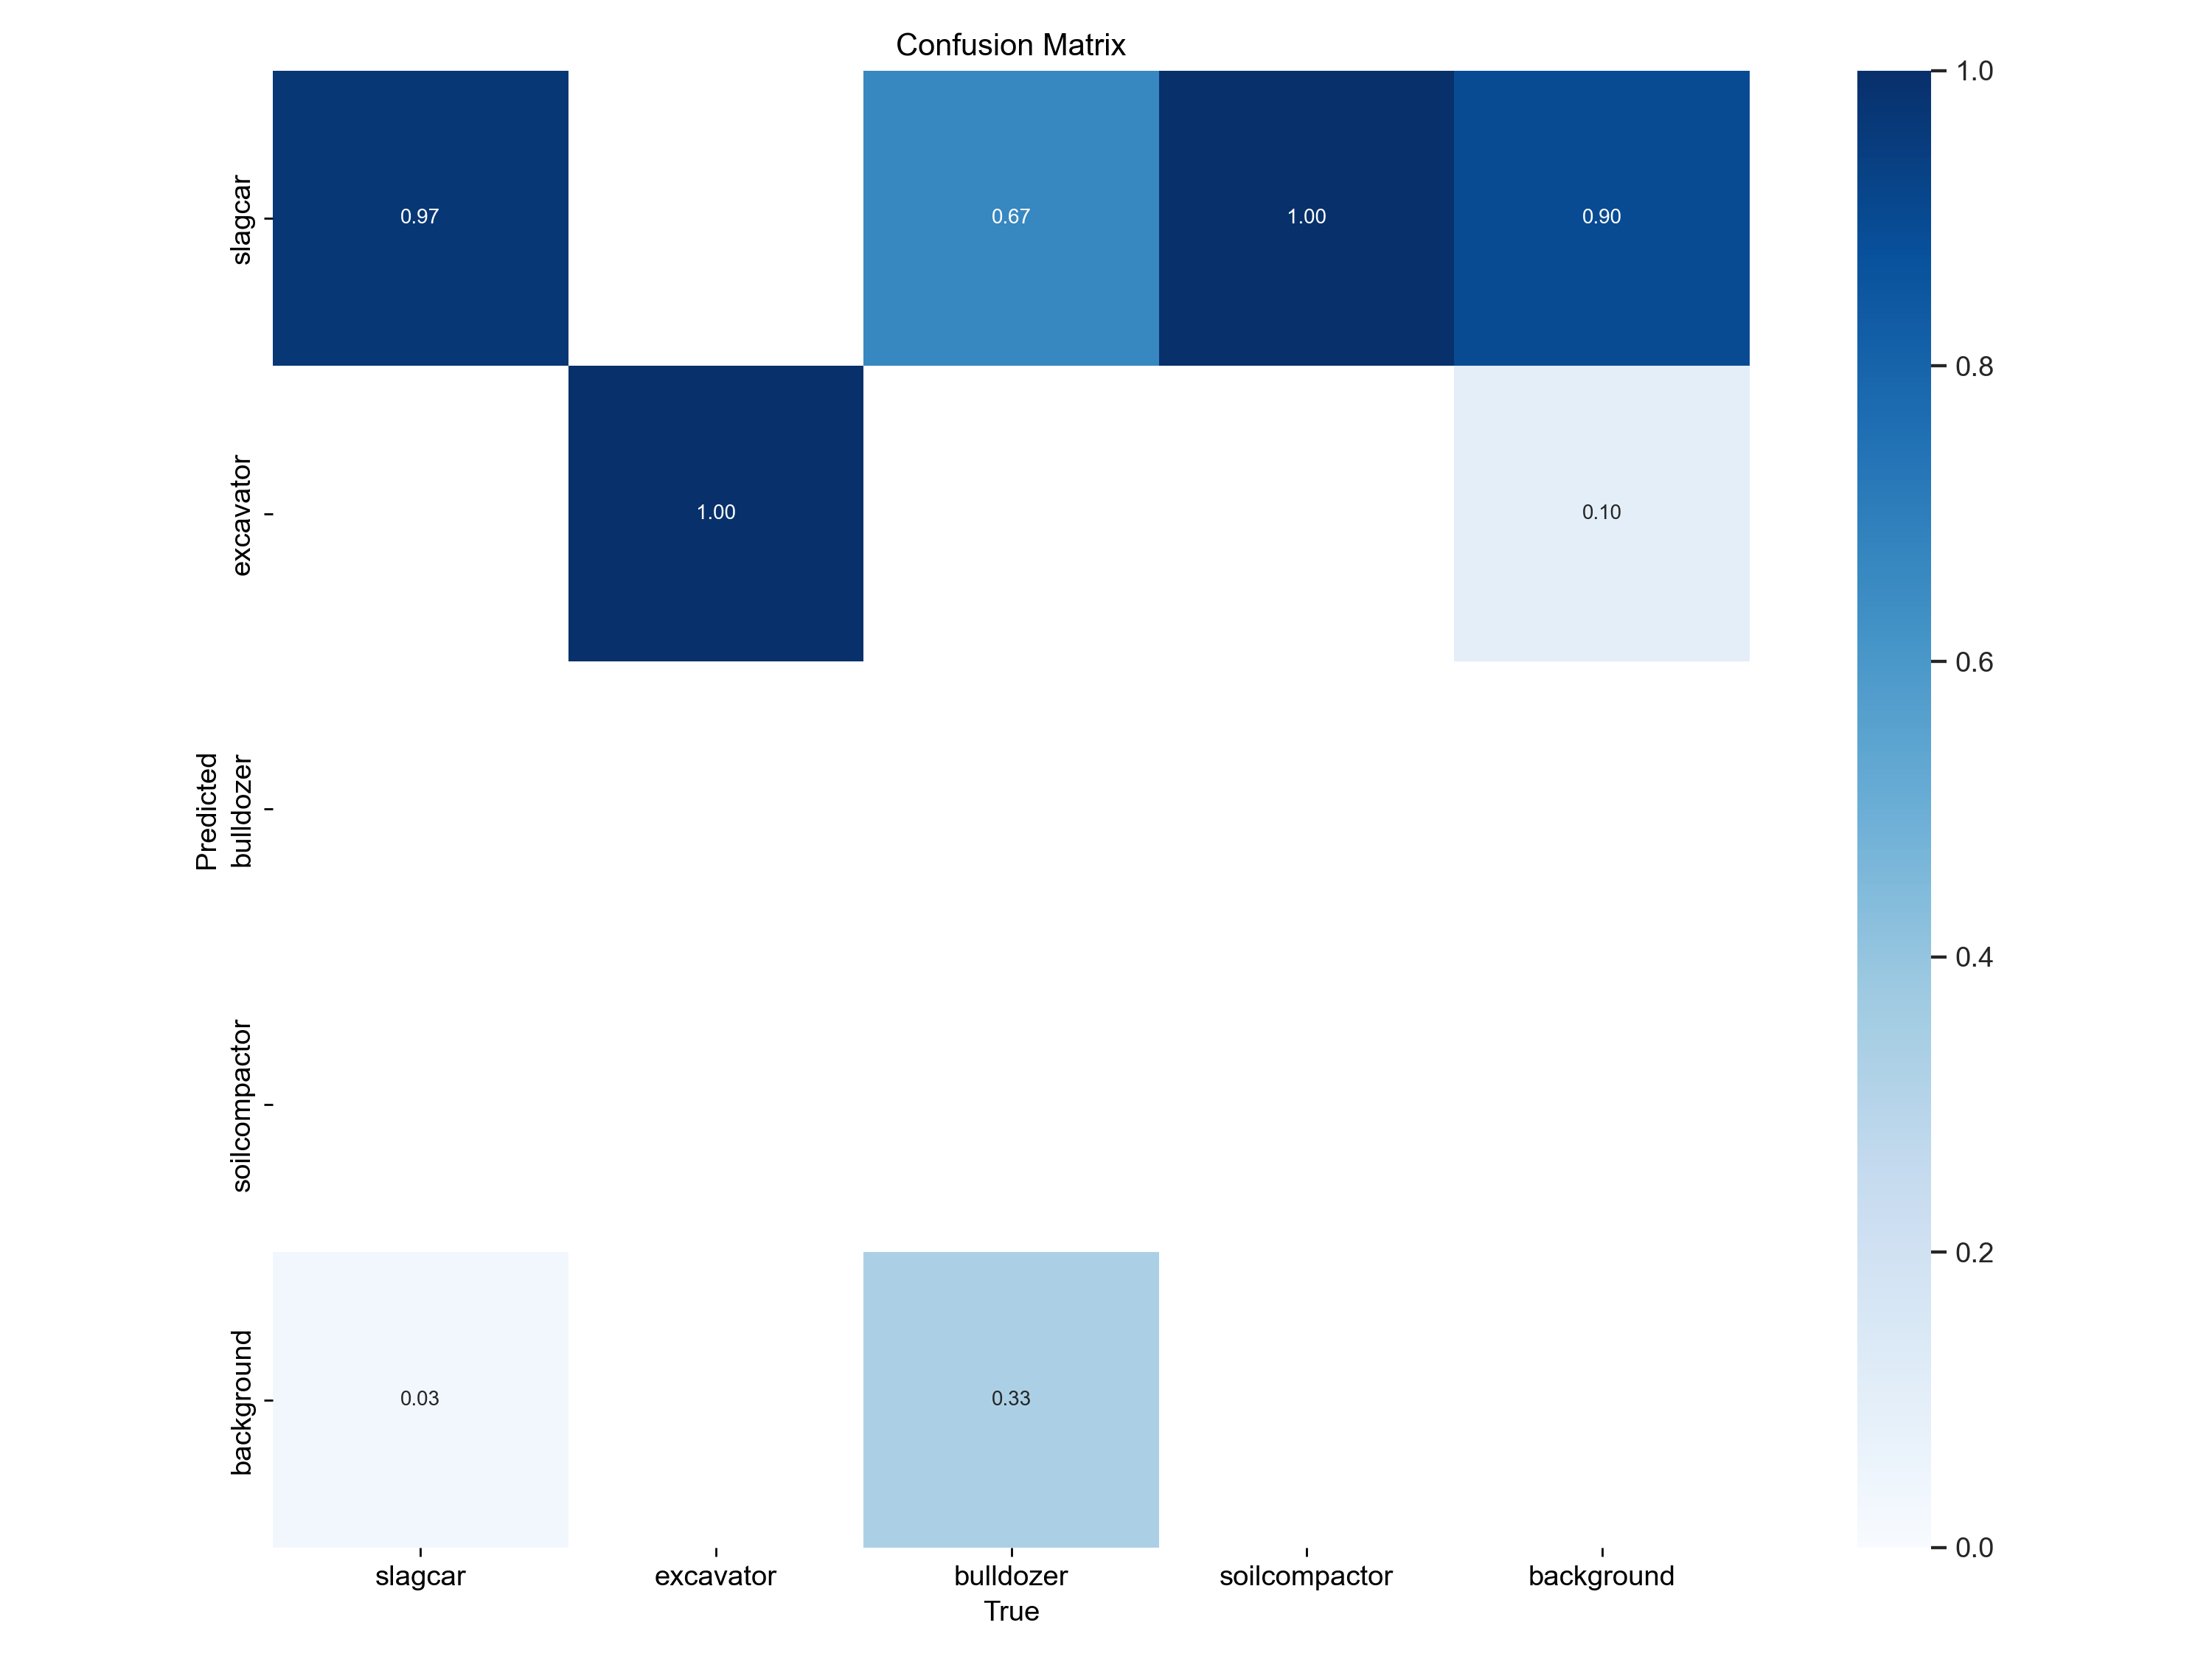 Confusion Matrix
slagcar
excavator
bulldozer
soilcompactor
background
Predicted
0.97
0.67
1.00
0.90
1.00
0.10
0.03
0.33
slagcar
excavator
bulldozer
soilcompactor
background
True
1.0
0.8
0.6
0.4
0.2
0.0